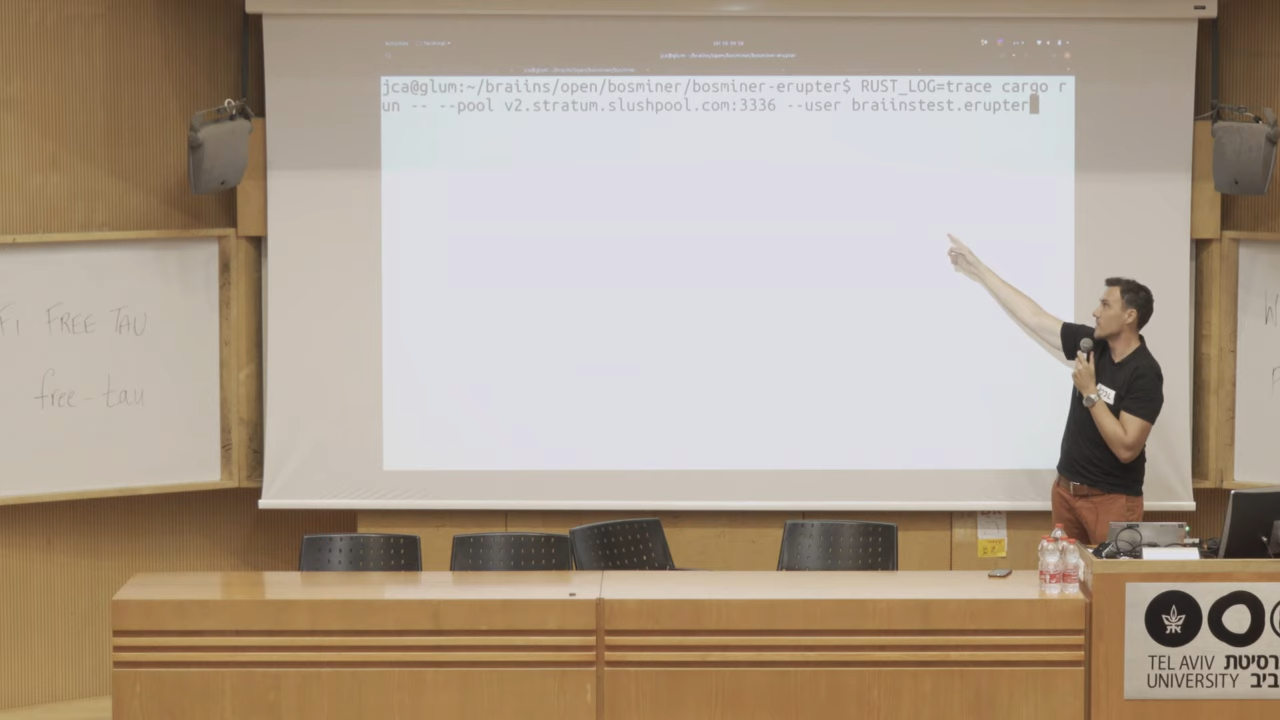 jca@glum:~/braiins/open/bosminer/bosminer-erupter$ RUST_LOG=trace cargo r
un -- --pool v2.stratum.slushpool.com:3336 --user braiinstest.erupter
FREE TAU
free-tau
TEL AVIV
UNIVERSITY